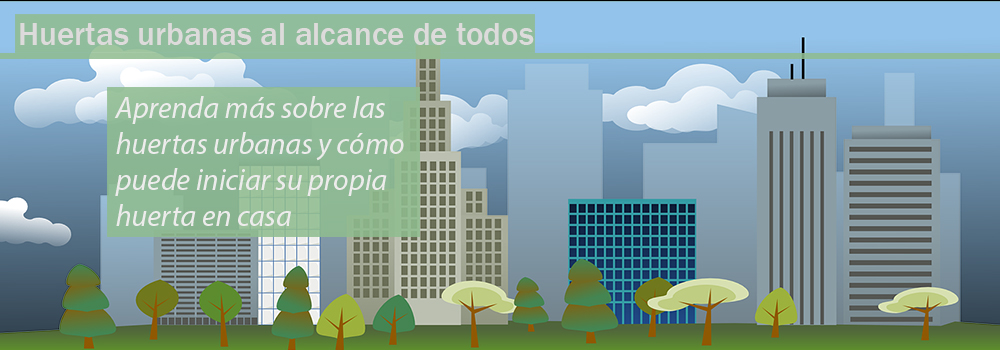 Huertas urbanas al alcance de todos
Aprenda más sobre las
huertas urbanas y cómo
puede iniciar su propia
huerta en casa